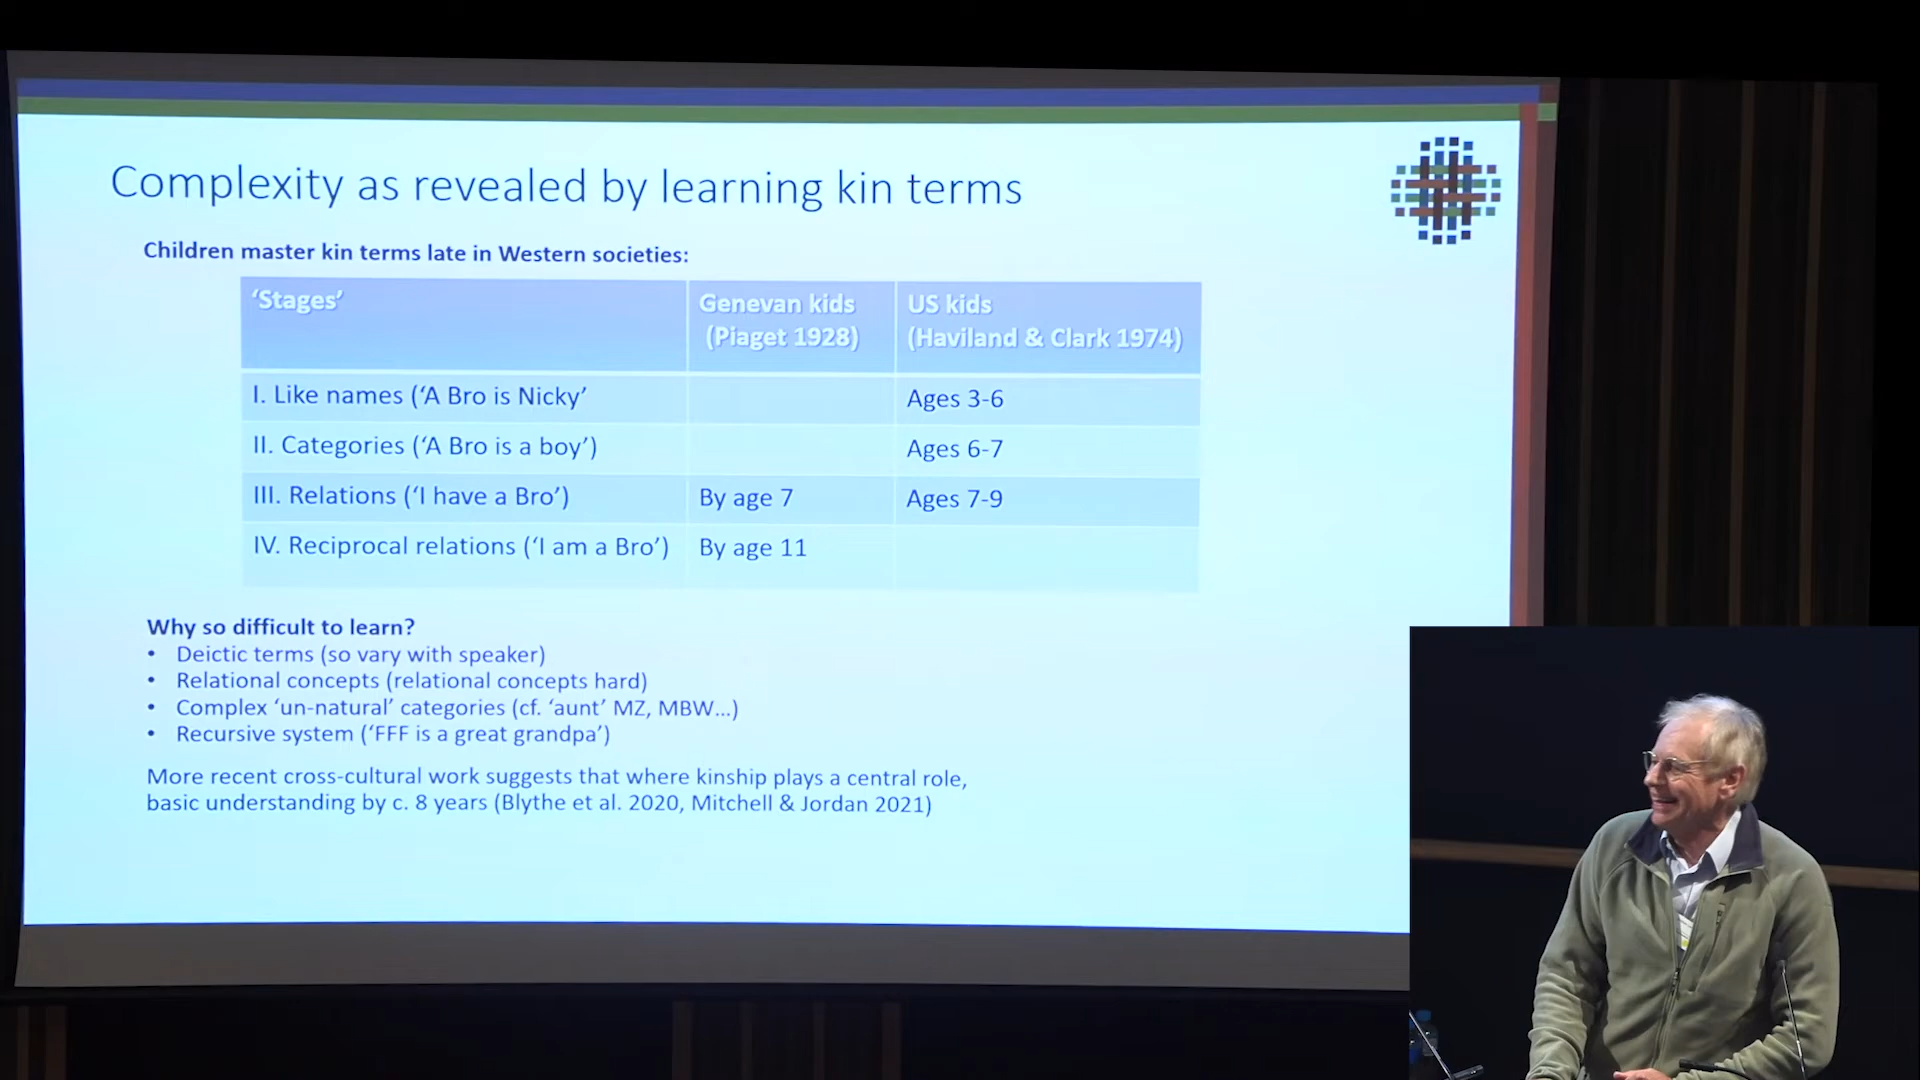 Complexity as revealed by learning kin terms
Children master kin terms late in Western societies:
‘Stages’
Genevan kids
(Piaget 1928)
US kids
(Haviland & Clark 1974)
I. Like names (‘A Bro is Nicky’
Ages 3-6
II. Categories (‘A Bro is a boy’)
Ages 6-7
III. Relations (‘I have a Bro’)
By age 7
Ages 7-9
IV. Reciprocal relations (‘I am a Bro’)
By age 11
Why so difficult to learn?
• Deictic terms (so vary with speaker)
• Relational concepts (relational concepts hard)
• Complex ‘un-natural’ categories (cf. ‘aunt’ MZ, MBW...)
• Recursive system (‘FFF is a great grandpa’)
More recent cross-cultural work suggests that where kinship plays a central role,
basic understanding by c. 8 years (Blythe et al. 2020, Mitchell & Jordan 2021)